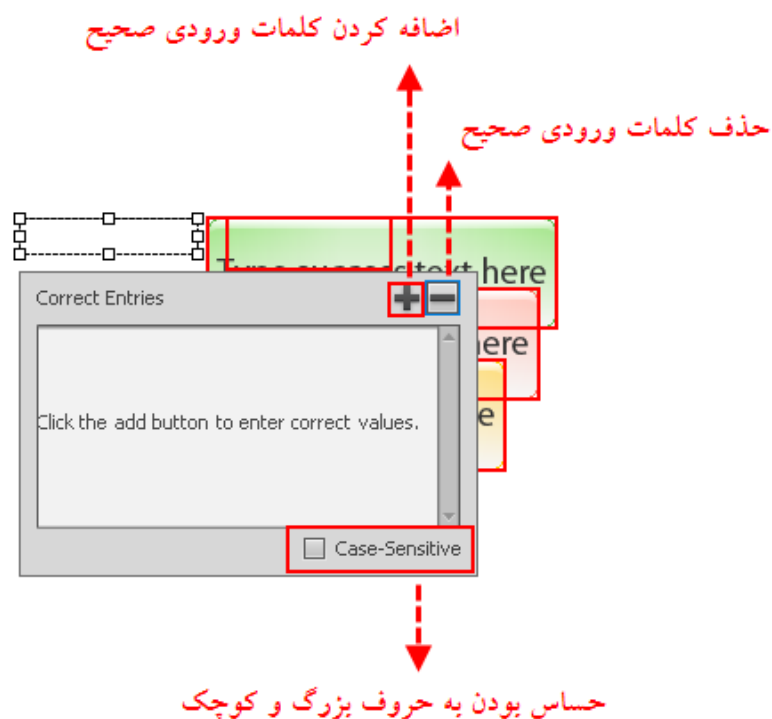 اضافه کردن کلمات ورودی صحیح
حذف کلمات ورودی صحیح
Type success text here
Correct Entries
here
Click the add button to enter correct values.
Case-Sensitive
حساس بودن به حروف بزرگ و کوچک